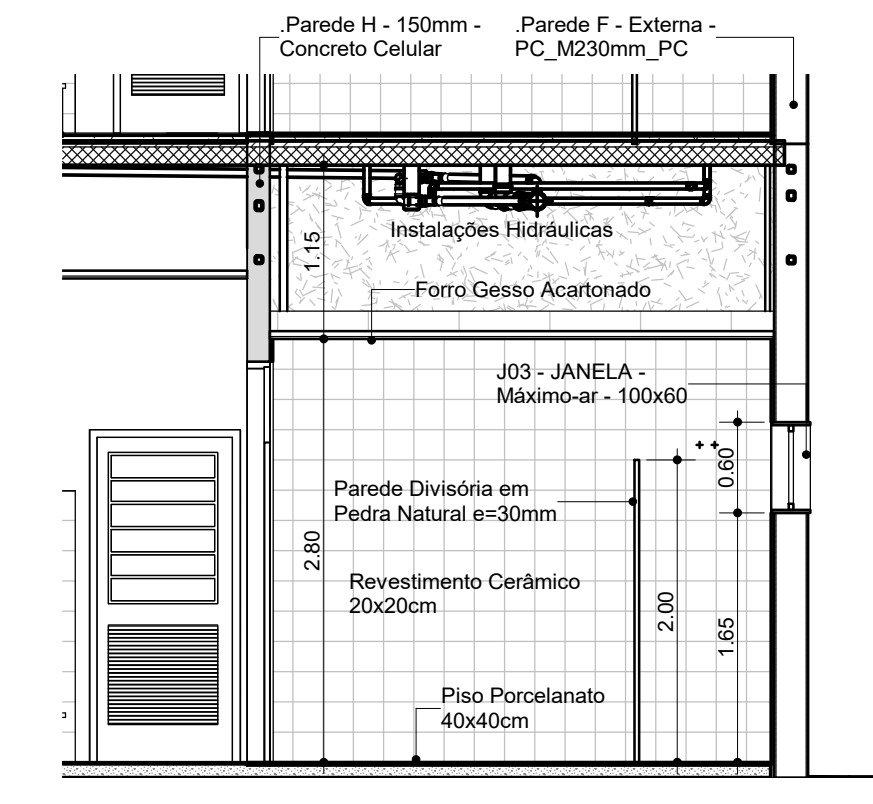 .Parede H - 150mm -
Concreto Celular
.Parede F - Externa -
PC_M230mm_PC
Instalações Hidráulicas
1.15
Forro Gesso Acartonado
J03 - JANELA -
Máximo-ar - 100x60
0.60
Parede Divisória em
Pedra Natural e=30mm
2.80
Revestimento Cerâmico
20x20cm
2.00
1.65
Piso Porcelanato
40x40cm